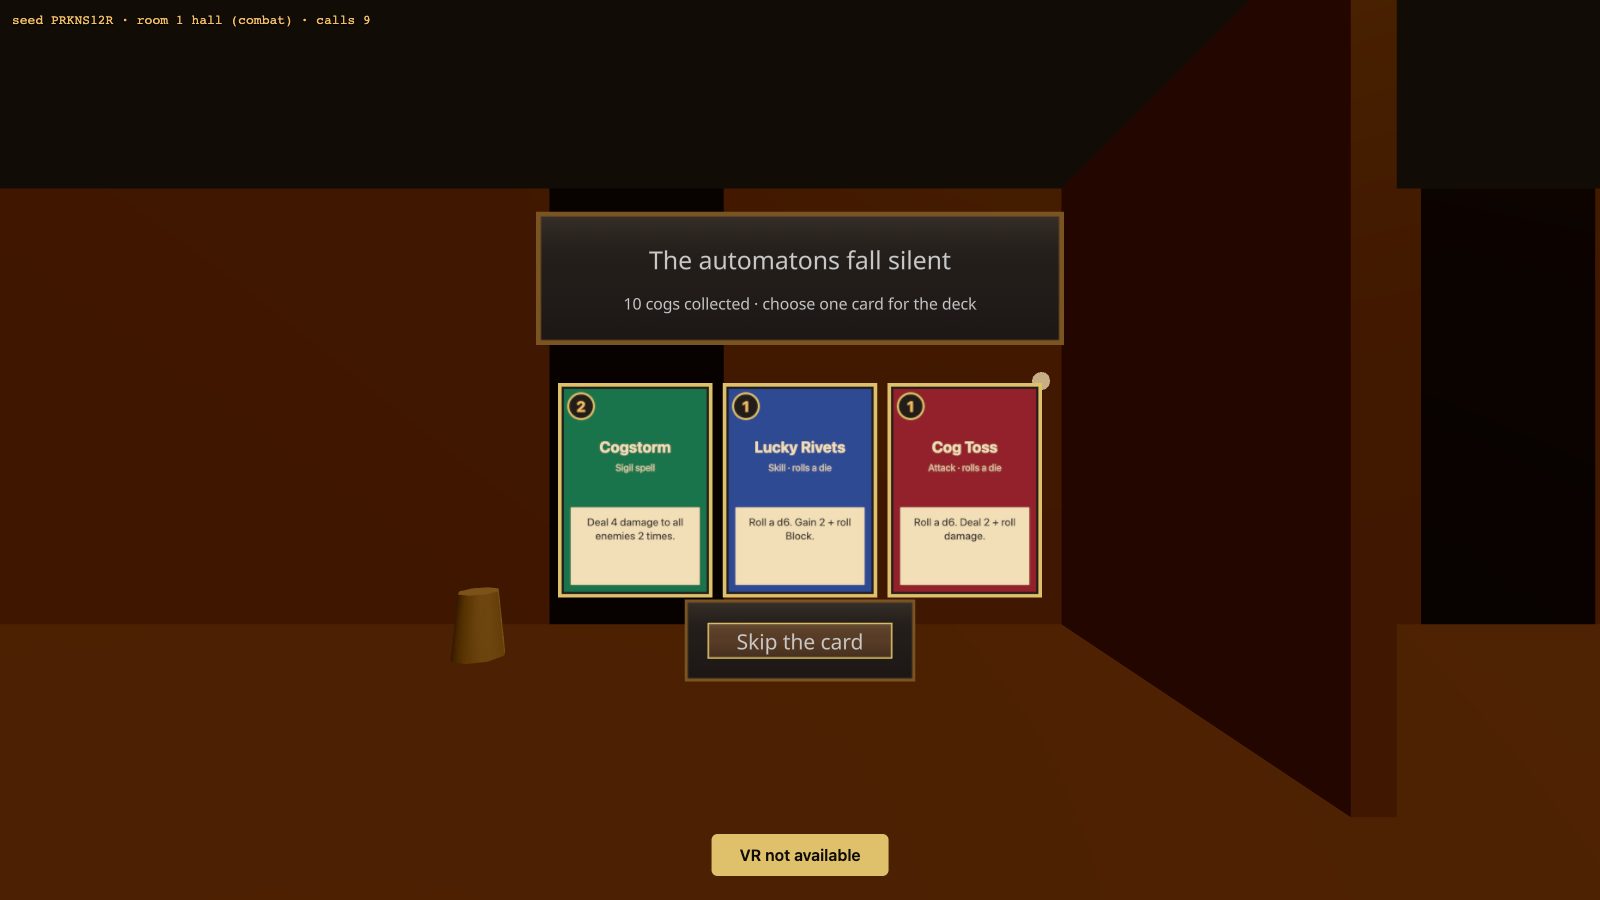 seed PRKNS12R · room 1 hall (combat) · calls 9
The automatons fall silent
10 cogs collected · choose one card for the deck
2
Cogstorm
Sigil spell
Deal 4 damage to all
enemies 2 times.
1
Lucky Rivets
Skill · rolls a die
Roll a d6. Gain 2 + roll
Block.
1
Cog Toss
Attack · rolls a die
Roll a d6. Deal 2 + roll
damage.
Skip the card
VR not available